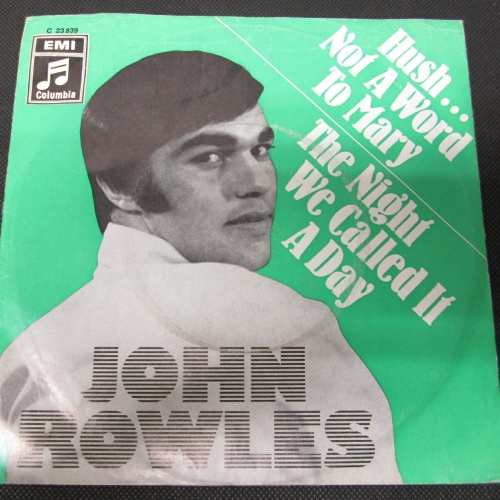 C 23 839
EMI
Columbia
Hush...
Not A Word
To Mary
The Night
We Called It
A Day
JOHN
ROWLES